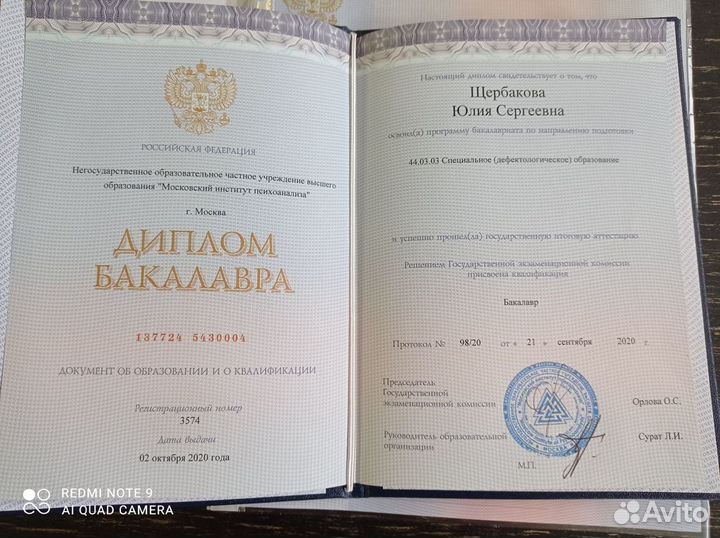 РОССИЙСКАЯ ФЕДЕРАЦИЯ
Негосударственное образовательное частное учреждение высшего
образования "Московский институт психоанализа"
г. Москва
ДИПЛОМ
БАКАЛАВРА
137724 5430004
ДОКУМЕНТ ОБ ОБРАЗОВАНИИ И О КВАЛИФИКАЦИИ
Регистрационный номер
3574
Дата выдачи
02 октября 2020 года
Настоящий диплом свидетельствует о том, что
Щербакова
Юлия Сергеевна
освоил(а) программу бакалавриата по направлению подготовки
44.03.03 Специальное (дефектологическое) образование
и успешно прошел(ла) государственную итоговую аттестацию
Решением Государственной экзаменационной комиссии
присвоена квалификация
Бакалавр
Протокол № 98/20 от « 21 » сентября 2020 г.
Председатель
Государственной
экзаменационной комиссии Орлова О.С.
Руководитель образовательной
организации Сурат Л.И.
М.П.
REDMI NOTE 9
AI QUAD CAMERA
Avito